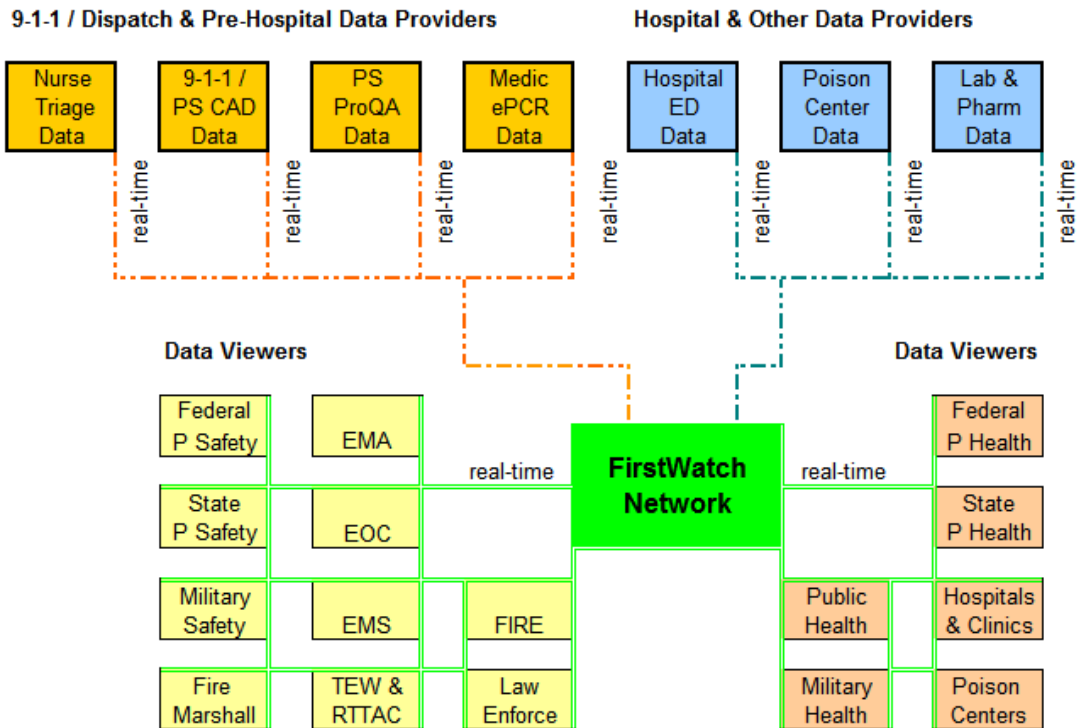 9-1-1 / Dispatch & Pre-Hospital Data Providers
Hospital & Other Data Providers
Nurse
Triage
Data
9-1-1 /
PS CAD
Data
PS
ProQA
Data
Medic
ePCR
Data
Hospital
ED
Data
Poison
Center
Data
Lab &
Pharm
Data
real-time
real-time
real-time
real-time
real-time
real-time
real-time
Data Viewers
Data Viewers
Federal
P Safety
EMA
real-time
FirstWatch
Network
real-time
Federal
P Health
State
P Safety
EOC
State
P Health
Military
Safety
EMS
FIRE
Public
Health
Hospitals
& Clinics
Fire
Marshall
TEW &
RTTAC
Law
Enforce
Military
Health
Poison
Centers